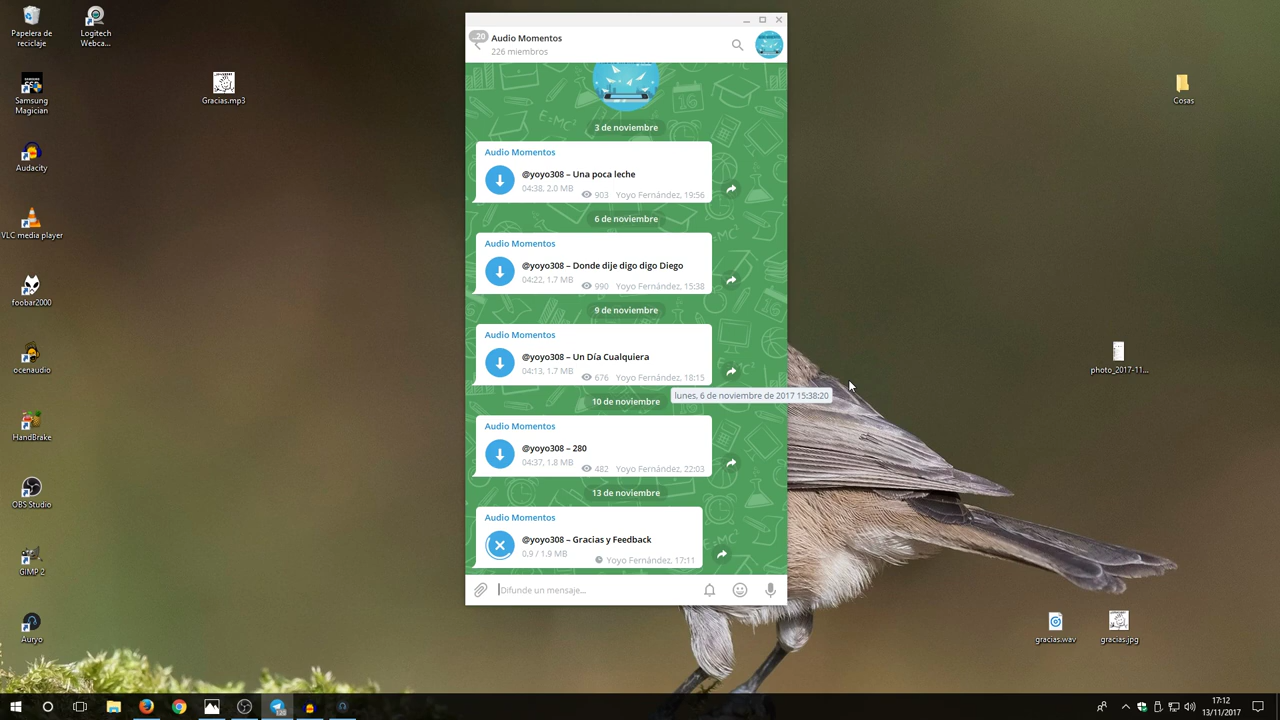 Papelera de
reciclaje
Logitech
Webca...
Samsung
Magician
Gracias.mp3
Audacity
VLC media player
foobar2000
ocenaudio
HandBrake
OBS Studio
GIMP 2
Auryo
..20
Audio Momentos
226 miembros
3 de noviembre
Audio Momentos
@yoyo308 – Una poca leche
04:38, 2.0 MB
903 Yoyo Fernández, 19:56
6 de noviembre
Audio Momentos
@yoyo308 – Donde dije digo digo Diego
04:22, 1.7 MB
990 Yoyo Fernández, 15:38
9 de noviembre
Audio Momentos
@yoyo308 – Un Día Cualquiera
04:13, 1.7 MB
676 Yoyo Fernández, 18:15
lunes, 6 de noviembre de 2017 15:38:20
10 de noviembre
Audio Momentos
@yoyo308 – 280
04:37, 1.8 MB
482 Yoyo Fernández, 22:03
13 de noviembre
Audio Momentos
@yoyo308 – Gracias y Feedback
0,9 / 1,9 MB
Yoyo Fernández, 17:11
Difunde un mensaje...
Cosas
photo_2017-11...
gracias.wav
gracias.jpg
17:12
13/11/2017